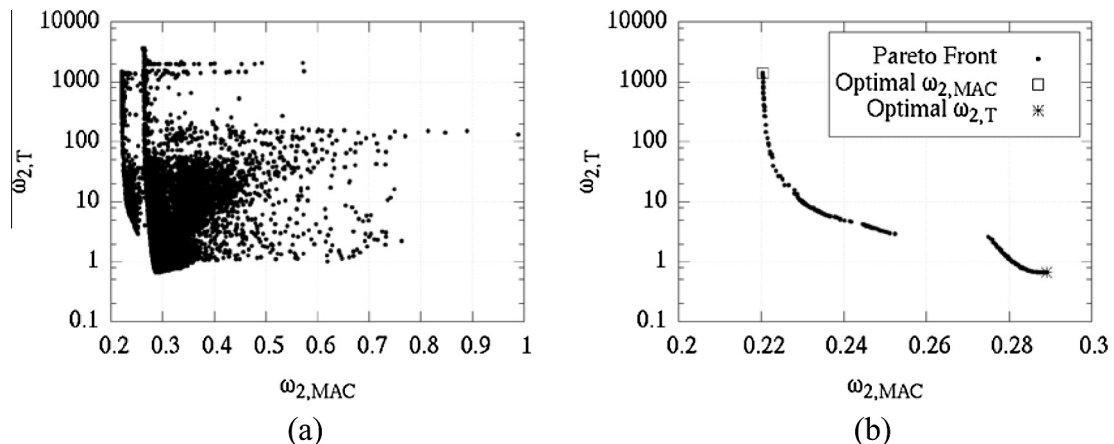 10000
1000
100
10
1
0.1
ω2,T
0.2 0.3 0.4 0.5 0.6 0.7 0.8 0.9 1
ω2,MAC
(a)
10000
1000
100
10
1
0.1
ω2,T
Pareto Front
Optimal ω2,MAC
Optimal ω2,T
0.2 0.22 0.24 0.26 0.28 0.3
ω2,MAC
(b)